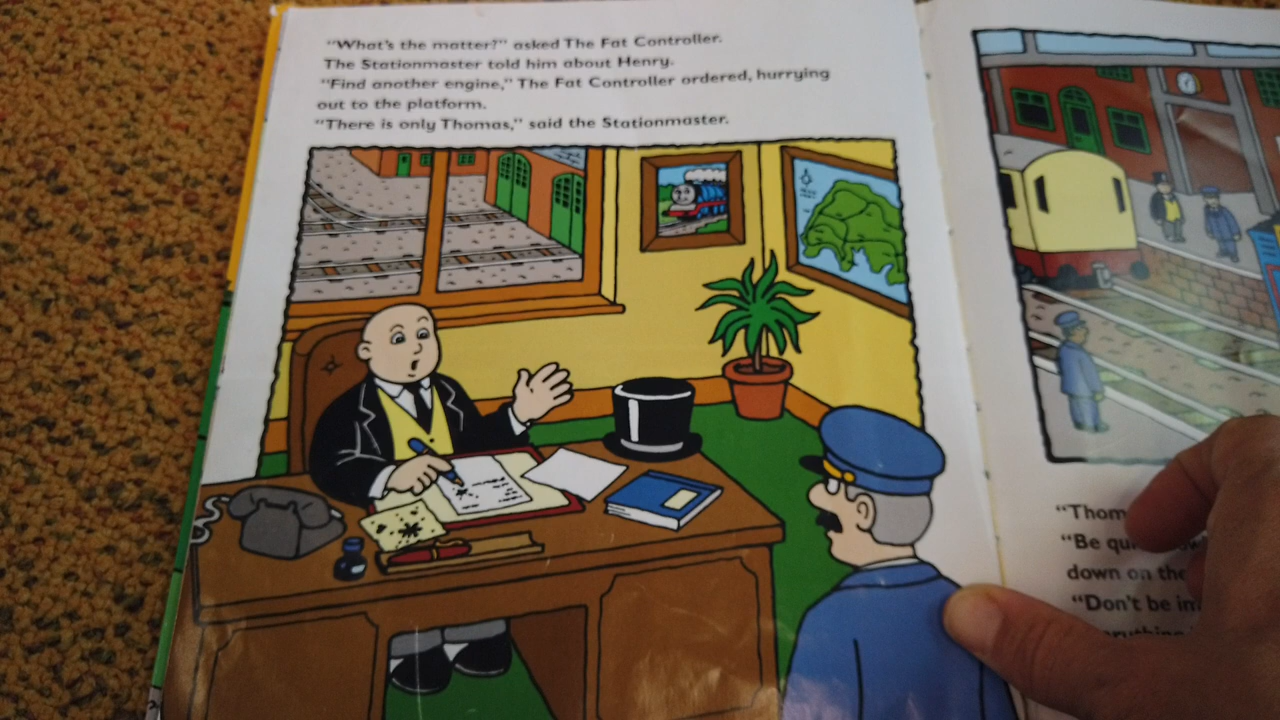 "What's the matter?" asked The Fat Controller.
The Stationmaster told him about Henry.
"Find another engine," The Fat Controller ordered, hurrying
out to the platform.
"There is only Thomas," said the Stationmaster.
"Thom
"Be
down on the
"Don't be im